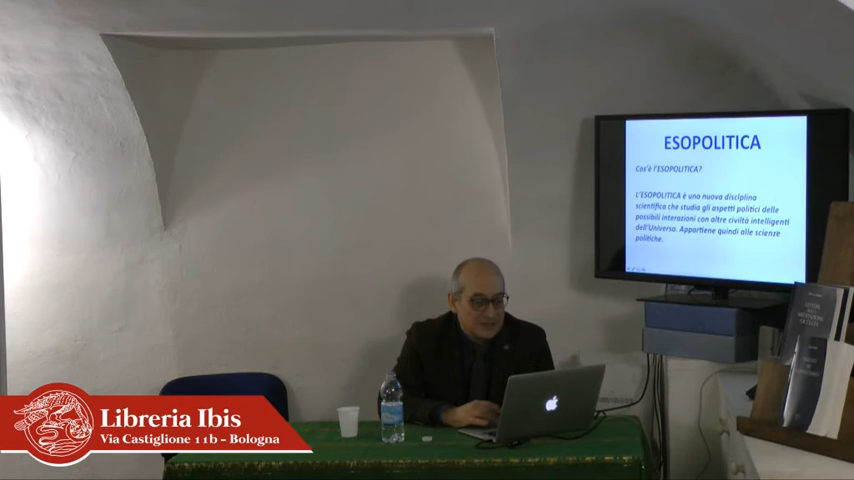 ESOPOLITICA
Cos'è l'ESOPOLITICA?
L'ESOPOLITICA è una nuova disciplina
scientifica che studia gli aspetti politici delle
possibili interazioni con altre civiltà intelligenti
dell'Universo. Appartiene quindi alle scienze
politiche.
Libreria Ibis
Via Castiglione 11b - Bologna